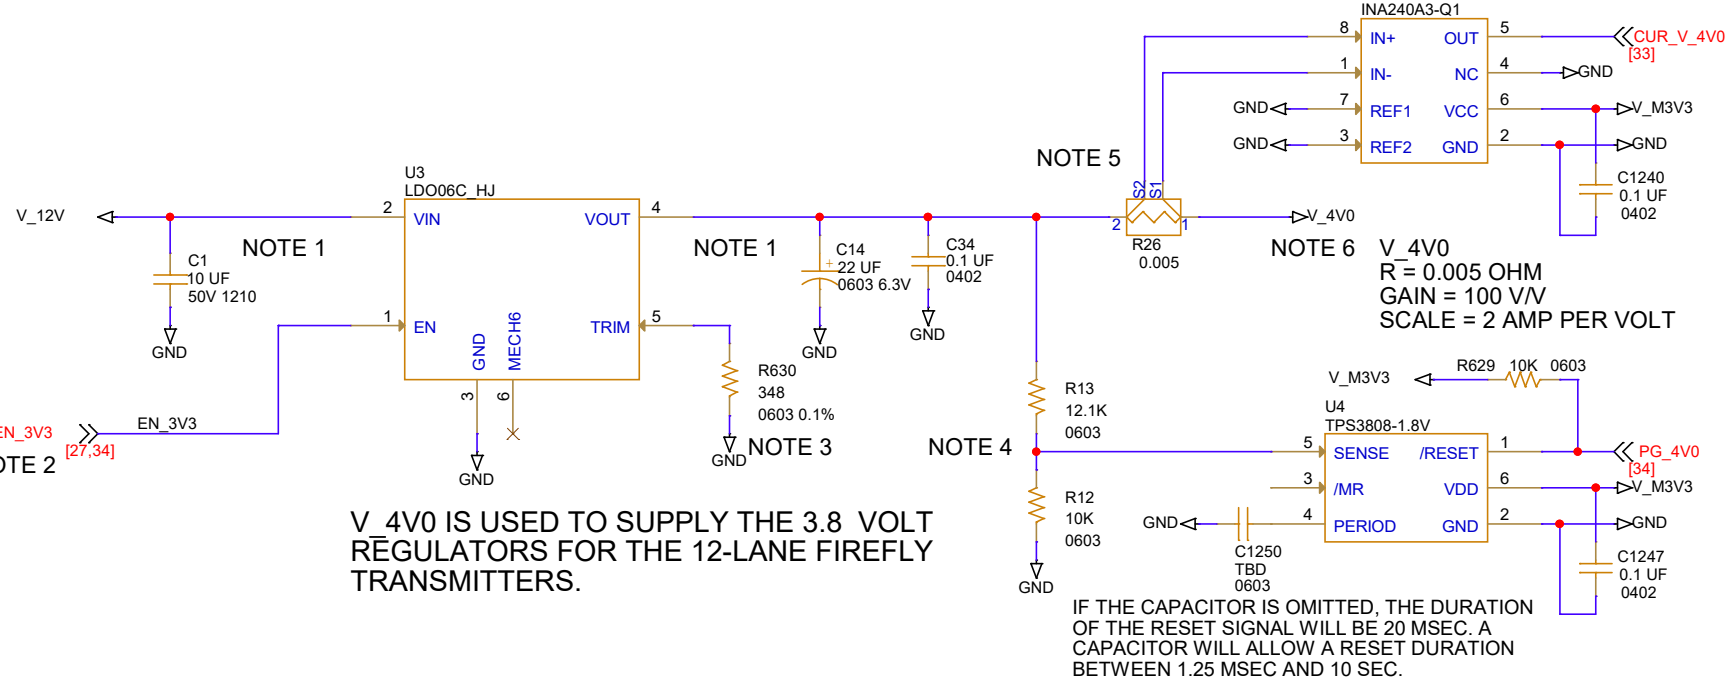 INA240A3-Q1
8
IN+
OUT
5
CUR_V_4V0
[33]
1
IN-
NC
4
GND
GND
7
REF1
VCC
6
V_M3V3
GND
3
REF2
GND
2
GND
C1240
0.1 UF
0402
NOTE 5
S2
S1
2
1
R26
0.005
V_4V0
NOTE 6
V_4V0
R = 0.005 OHM
GAIN = 100 V/V
SCALE = 2 AMP PER VOLT
U3
LDO06C_HJ
V_12V
2
VIN
VOUT
4
NOTE 1
NOTE 1
C1
10 UF
50V 1210
GND
C14
+
22 UF
0603 6.3V
GND
C34
0.1 UF
0402
GND
1
EN
TRIM
5
GND
MECH6
3
6
GND
R630
348
0603 0.1%
GND
NOTE 3
EN_3V3
[27,34]
EN_3V3
OTE 2
R13
12.1K
0603
NOTE 4
R12
10K
0603
GND
V_M3V3
R629
10K
0603
U4
TPS3808-1.8V
5
SENSE
/RESET
1
PG_4V0
[34]
3
/MR
VDD
6
V_M3V3
GND
4
PERIOD
GND
2
GND
C1250
TBD
0603
C1247
0.1 UF
0402
V_4V0 IS USED TO SUPPLY THE 3.8 VOLT
REGULATORS FOR THE 12-LANE FIREFLY
TRANSMITTERS.
IF THE CAPACITOR IS OMITTED, THE DURATION
OF THE RESET SIGNAL WILL BE 20 MSEC. A
CAPACITOR WILL ALLOW A RESET DURATION
BETWEEN 1.25 MSEC AND 10 SEC.